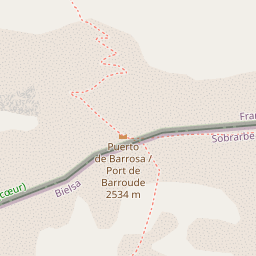 Fran
Sobrarbe
Puerto
de Barrosa /
Port de
Barroude
2534 m
Bielsa
cœur)